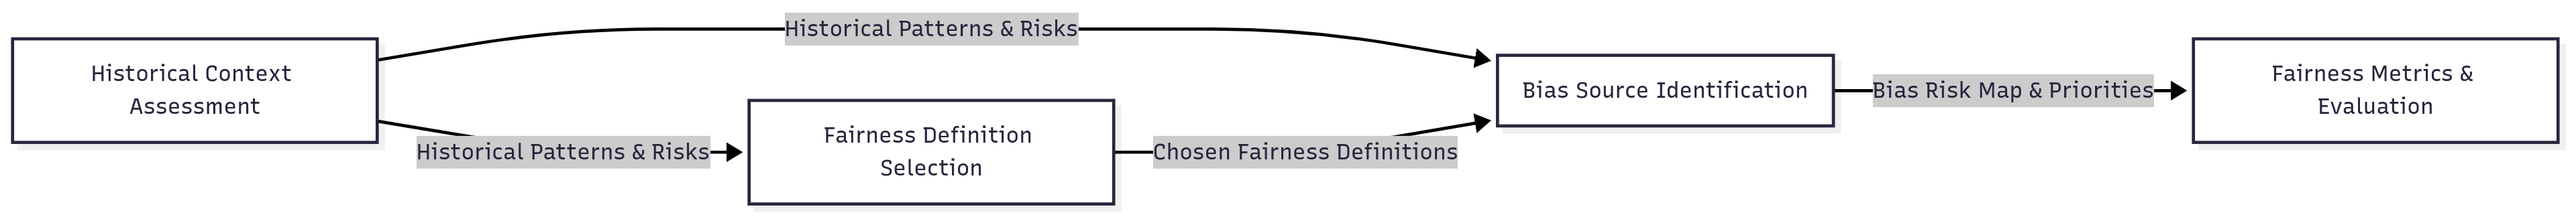 Historical Patterns & Risks
Historical Context
Assessment
Historical Patterns & Risks
Fairness Definition
Selection
Chosen Fairness Definitions
Bias Source Identification
Bias Risk Map & Priorities
Fairness Metrics &
Evaluation